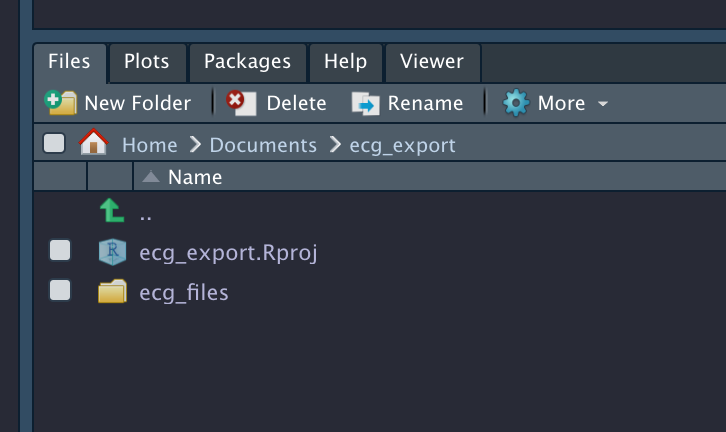 Files Plots Packages Help Viewer
New Folder Delete Rename More
Home Documents ecg_export
Name
..
ecg_export.Rproj
ecg_files